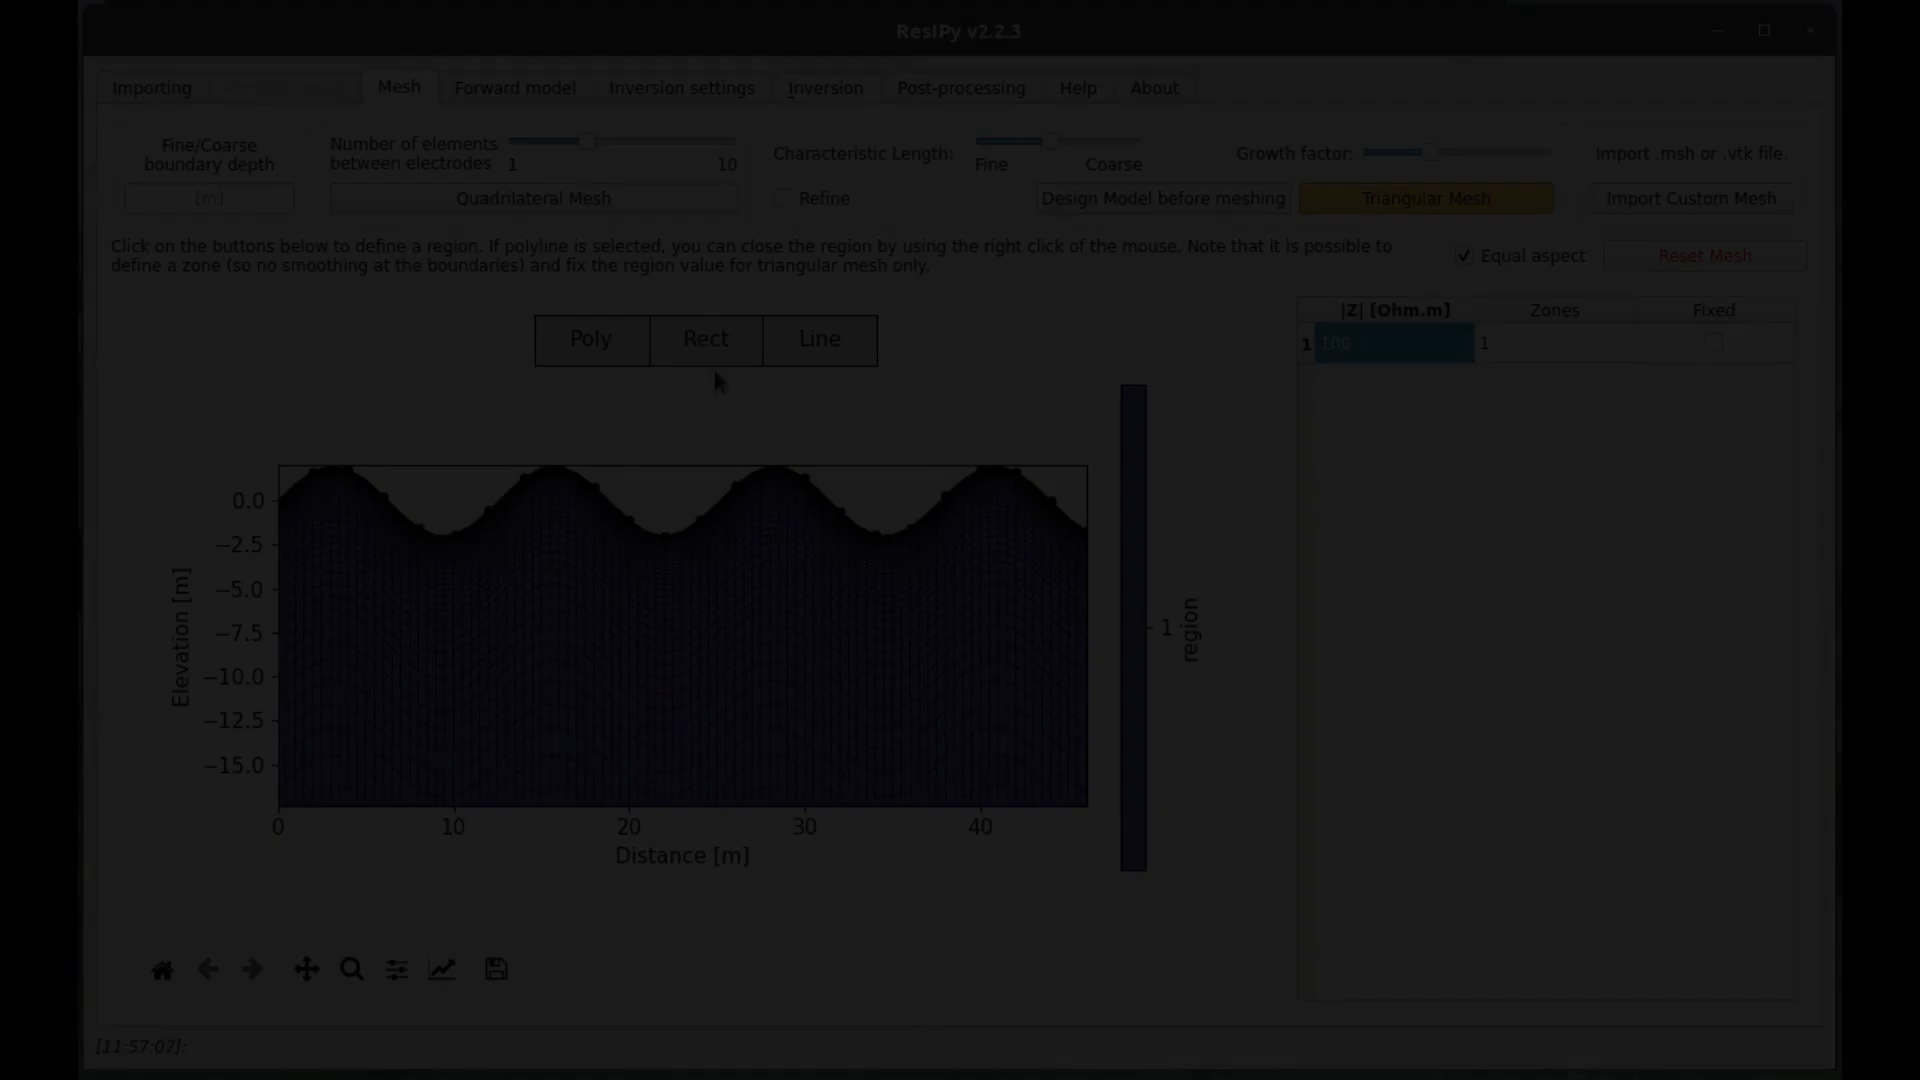 ResIPy v2.2.3
Importing
Mesh
Forward model
Inversion settings
Inversion
Post-processing
Help
About
Fine/Coarse
boundary depth
[m]
Number of elements
between electrodes
1
10
Quadrilateral Mesh
Characteristic Length:
Fine
Coarse
Growth factor:
Refine
Design Model before meshing
Triangular Mesh
Import .msh or .vtk file.
Import Custom Mesh
Click on the buttons below to define a region. If polyline is selected, you can close the region by using the right click of the mouse. Note that it is possible to
define a zone (so no smoothing at the boundaries) and fix the region value for triangular mesh only.
Equal aspect
Reset Mesh
Poly
Rect
Line
|Z| [Ohm.m]
Zones
Fixed
1
100
1
Elevation [m]
0.0
−2.5
−5.0
−7.5
−10.0
−12.5
−15.0
0
10
20
30
40
Distance [m]
1
region
[11:57:07]: